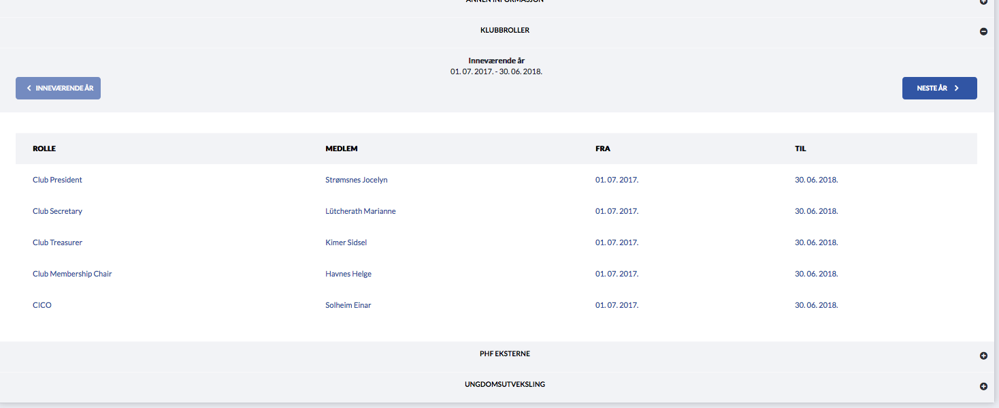 ANNEN INFORMASJON
KLUBBROLLER
Inneværende år
01. 07. 2017. - 30. 06. 2018.
INNEVÆRENDE ÅR
NESTE ÅR
ROLLE MEDLEM FRA TIL
Club President Strømsnes Jocelyn 01. 07. 2017. 30. 06. 2018.
Club Secretary Lütcherath Marianne 01. 07. 2017. 30. 06. 2018.
Club Treasurer Kimer Sidsel 01. 07. 2017. 30. 06. 2018.
Club Membership Chair Havnes Helge 01. 07. 2017. 30. 06. 2018.
CICO Solheim Einar 01. 07. 2017. 30. 06. 2018.
PHF EKSTERNE
UNGDOMSUTVEKSLING